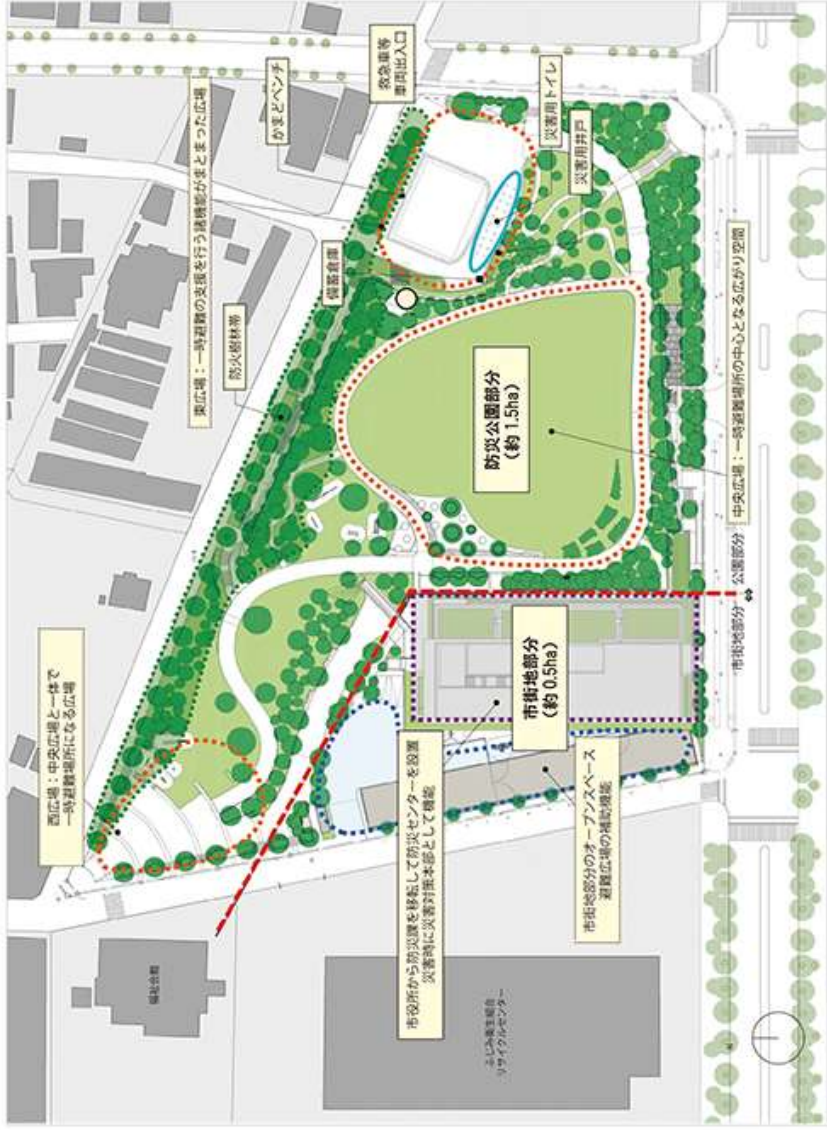 西広場：中央広場と一体で
一時避難場所になる広場
東広場：一時避難の支援を行う諸機能がまとまった広場
防火樹林帯
かまどベンチ
救急車等
車両出入口
備蓄倉庫
災害用トイレ
災害用井戸
防災公園部分
（約 1.5ha）
中央広場：一時避難場所の中心となる広がり空間
市街地部分
（約 0.5ha）
市街地部分
⇔
公園部分
市役所から防災課を移転して防災センターを設置
災害時に災害対策本部として機能
市街地部分のオープンスペース
避難広場の補助機能
福祉会館
ふじみ衛生組合
リサイクルセンター
N